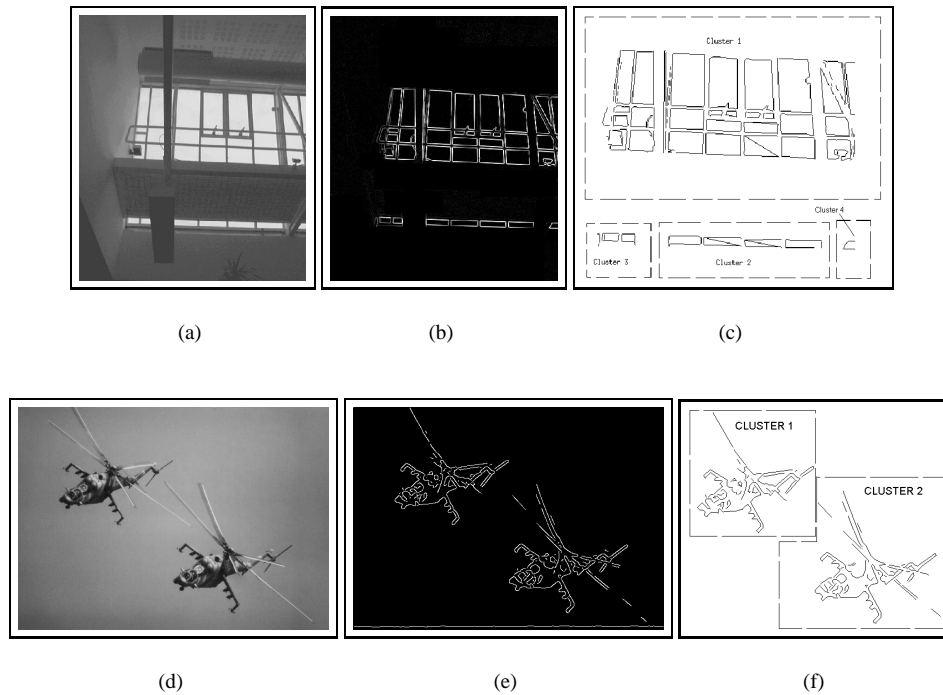 Cluster 1
Cluster 4
Cluster 3
Cluster 2
(a)
(b)
(c)
CLUSTER 1
CLUSTER 2
(d)
(e)
(f)